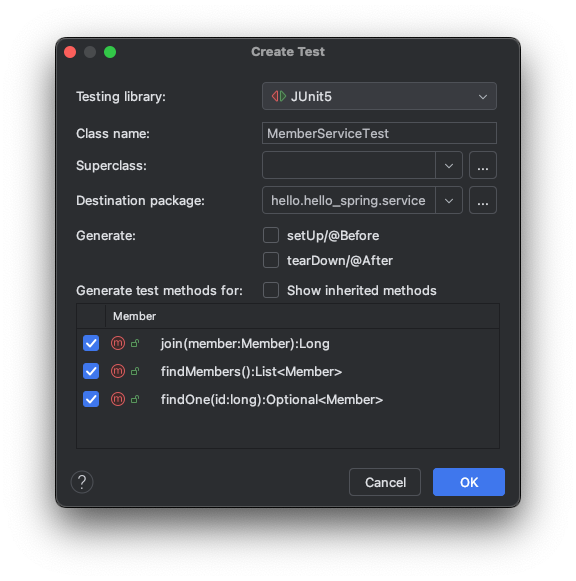 Create Test
Testing library: JUnit5
Class name: MemberServiceTest
Superclass: ...
Destination package: hello.hello_spring.service ...
Generate: setUp/@Before
tearDown/@After
Generate test methods for: Show inherited methods
Member
m join(member:Member):Long
m findMembers():List<Member>
m findOne(id:long):Optional<Member>
? Cancel OK